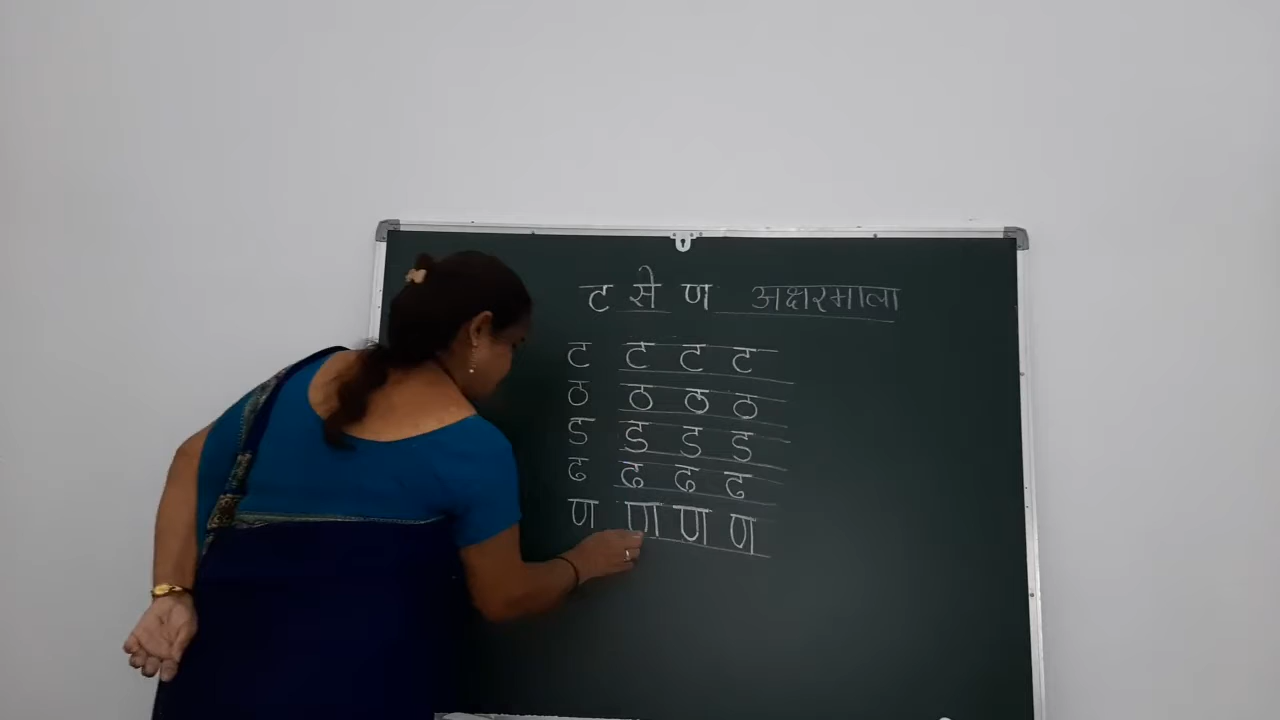 ट से ण अक्षरमाला
ट ट ट ट
ठ ठ ठ ठ
ड ड ड ड
ढ ढ ढ ढ
ण ण ण ण